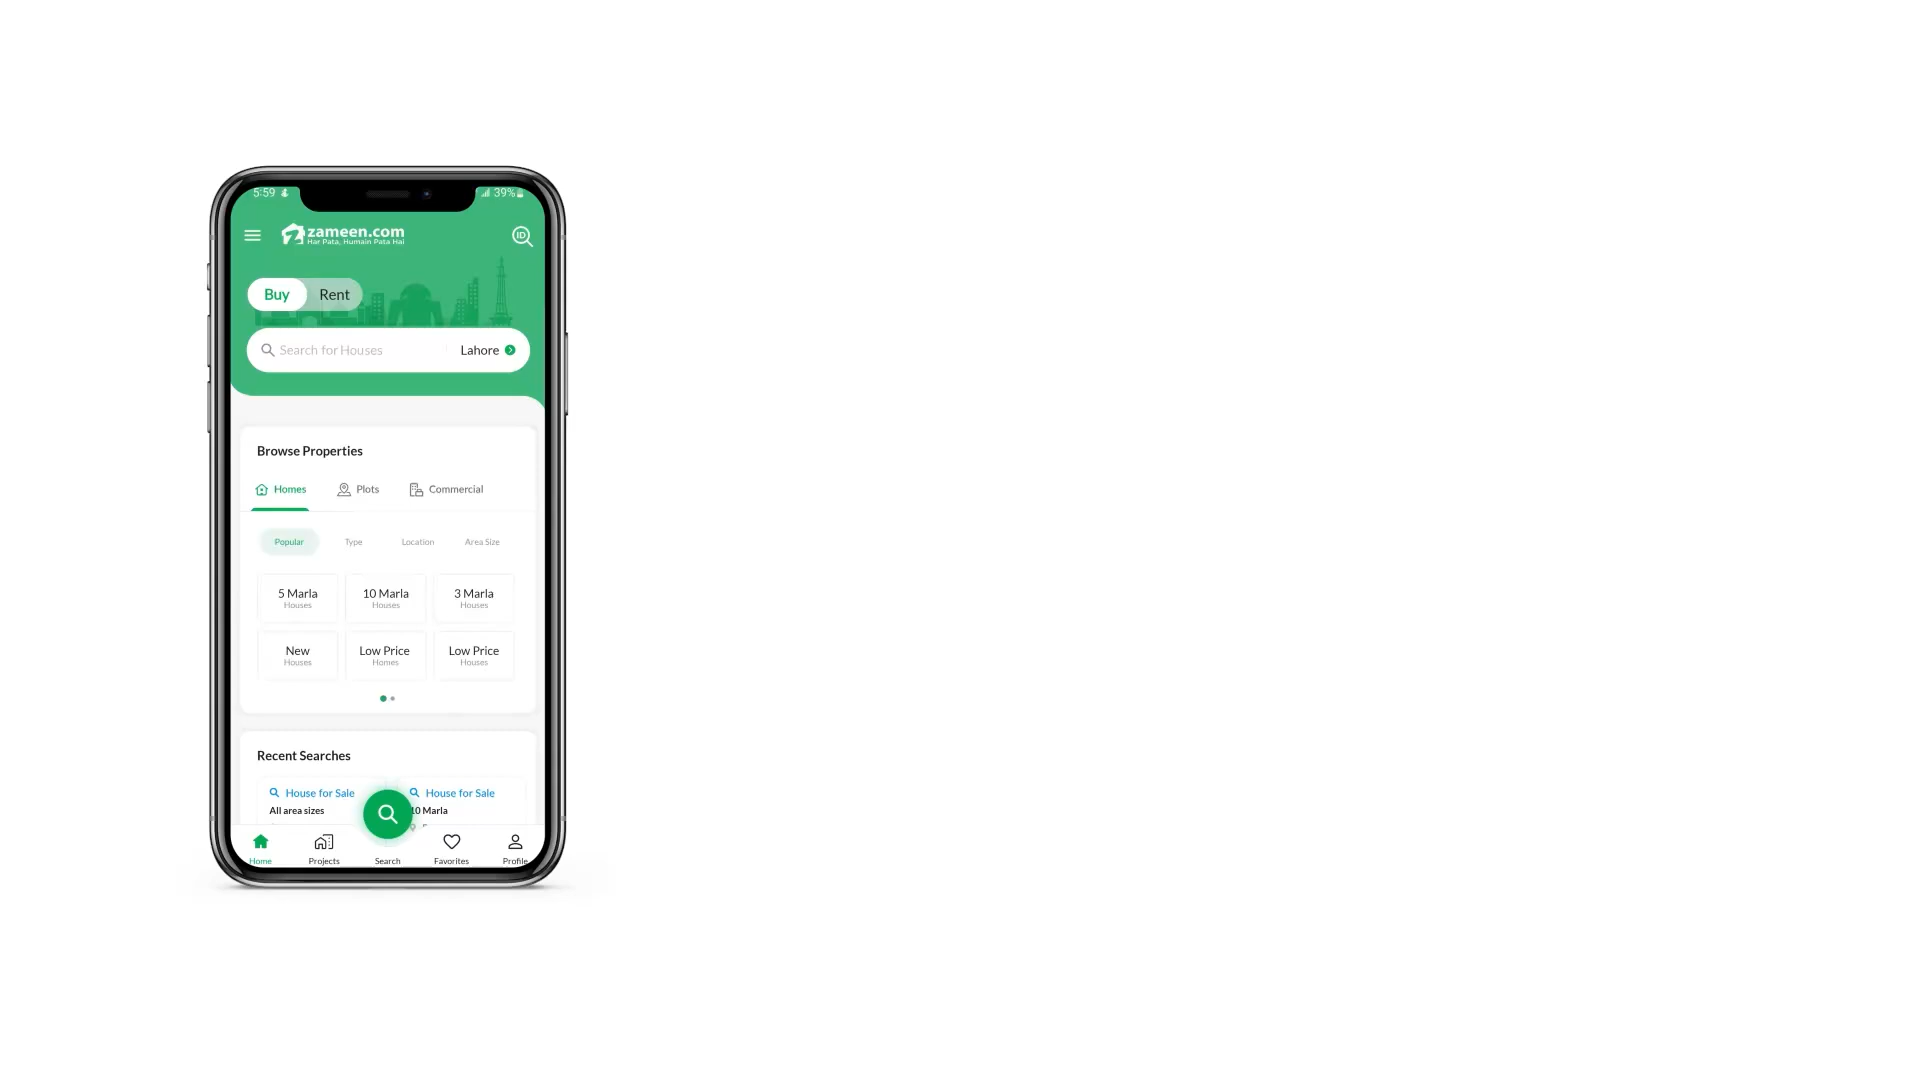 5:59 39%
zameen.com
Har Pata, Humain Pata Hai
ID
Buy Rent
Search for Houses Lahore
Browse Properties
Homes Plots Commercial
Popular Type Location Area Size
5 Marla 10 Marla 3 Marla
Houses Houses Houses
New Low Price Low Price
Houses Homes Houses
Recent Searches
House for Sale House for Sale
All area sizes 10 Marla
Home Projects Search Favorites Profile